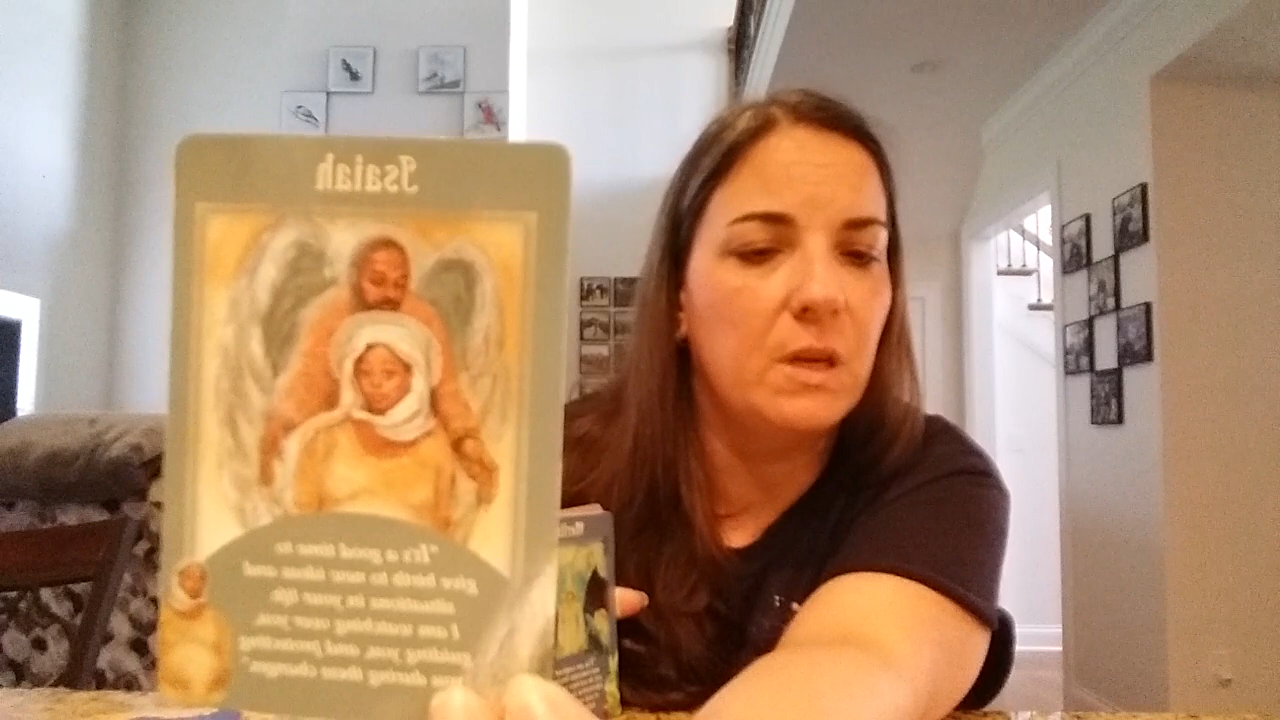 Isaiah
"It's a good time to
give birth to new ideas and
situations in your life.
I am watching over you,
guiding you, and protecting
you during these changes."